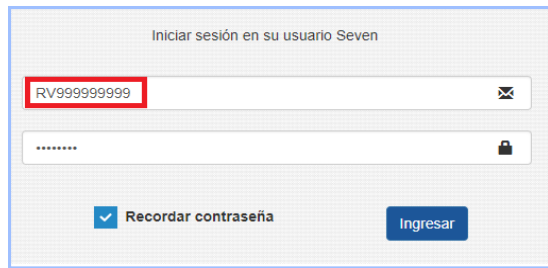 Iniciar sesión en su usuario Seven
RV999999999
••••••••
Recordar contraseña
Ingresar